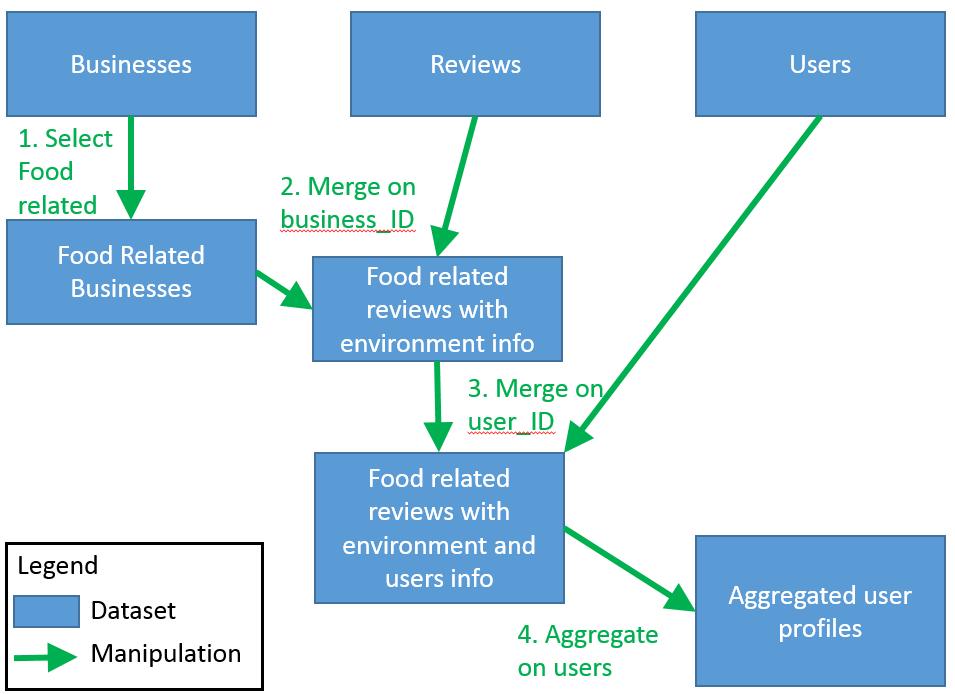 Businesses
Reviews
Users
1. Select
Food
related
2. Merge on
business_ID
Food Related
Businesses
Food related
reviews with
environment info
3. Merge on
user_ID
Food related
reviews with
environment and
users info
Legend
Dataset
Manipulation
4. Aggregate
on users
Aggregated user
profiles